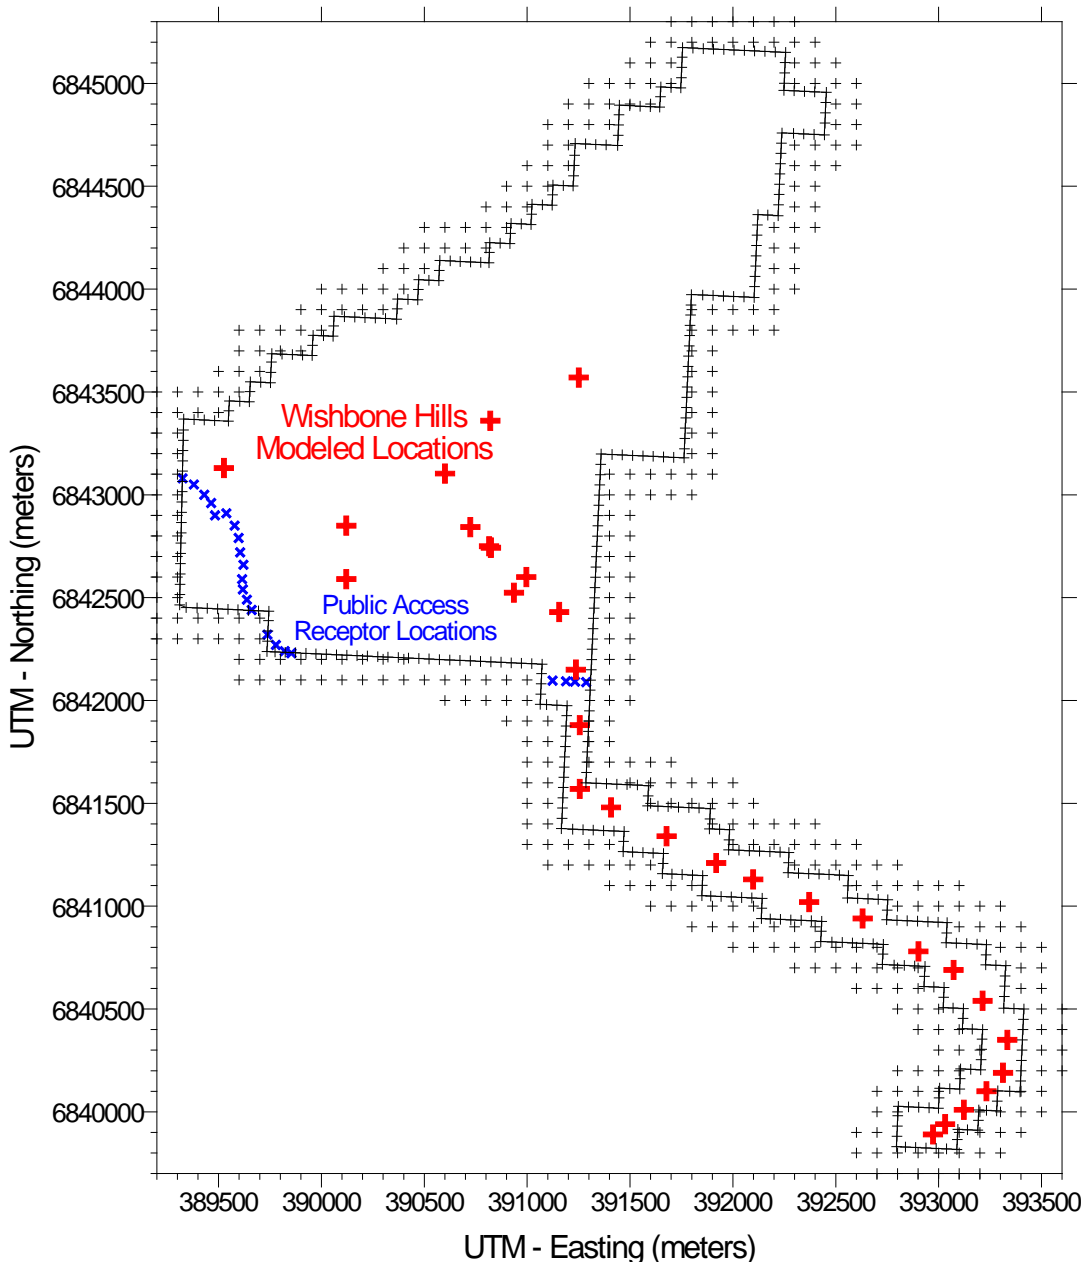 6845000
6844500
6844000
6843500
6843000
6842500
6842000
6841500
6841000
6840500
6840000
UTM - Northing (meters)
Wishbone Hills
Modeled Locations
Public Access
Receptor Locations
389500 390000 390500 391000 391500 392000 392500 393000 393500
UTM - Easting (meters)